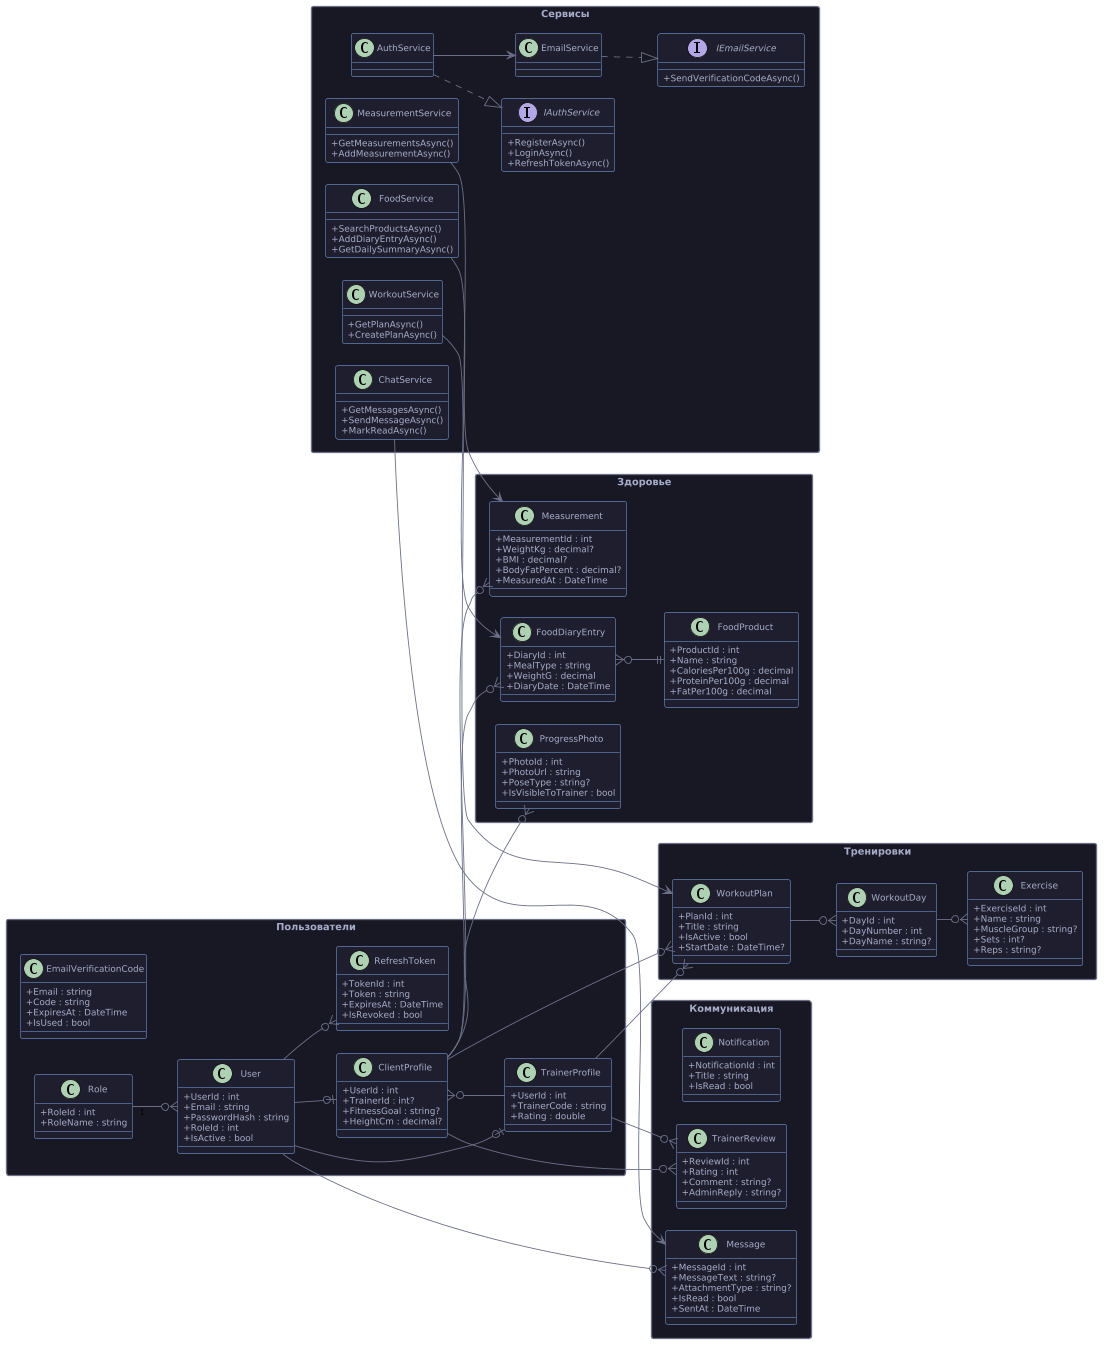 Сервисы
C AuthService
C EmailService
I IEmailService
+SendVerificationCodeAsync()
C MeasurementService
+GetMeasurementsAsync()
+AddMeasurementAsync()
I IAuthService
+RegisterAsync()
+LoginAsync()
+RefreshTokenAsync()
C FoodService
+SearchProductsAsync()
+AddDiaryEntryAsync()
+GetDailySummaryAsync()
C WorkoutService
+GetPlanAsync()
+CreatePlanAsync()
C ChatService
+GetMessagesAsync()
+SendMessageAsync()
+MarkReadAsync()
Здоровье
C Measurement
+MeasurementId : int
+WeightKg : decimal?
+BMI : decimal?
+BodyFatPercent : decimal?
+MeasuredAt : DateTime
C FoodDiaryEntry
+DiaryId : int
+MealType : string
+WeightG : decimal
+DiaryDate : DateTime
C FoodProduct
+ProductId : int
+Name : string
+CaloriesPer100g : decimal
+ProteinPer100g : decimal
+FatPer100g : decimal
C ProgressPhoto
+PhotoId : int
+PhotoUrl : string
+PoseType : string?
+IsVisibleToTrainer : bool
Тренировки
C WorkoutPlan
+PlanId : int
+Title : string
+IsActive : bool
+StartDate : DateTime?
C WorkoutDay
+DayId : int
+DayNumber : int
+DayName : string?
C Exercise
+ExerciseId : int
+Name : string
+MuscleGroup : string?
+Sets : int?
+Reps : string?
Пользователи
C EmailVerificationCode
+Email : string
+Code : string
+ExpiresAt : DateTime
+IsUsed : bool
C RefreshToken
+TokenId : int
+Token : string
+ExpiresAt : DateTime
+IsRevoked : bool
C Role
+RoleId : int
+RoleName : string
1
C User
+UserId : int
+Email : string
+PasswordHash : string
+RoleId : int
+IsActive : bool
C ClientProfile
+UserId : int
+TrainerId : int?
+FitnessGoal : string?
+HeightCm : decimal?
C TrainerProfile
+UserId : int
+TrainerCode : string
+Rating : double
Коммуникация
C Notification
+NotificationId : int
+Title : string
+IsRead : bool
C TrainerReview
+ReviewId : int
+Rating : int
+Comment : string?
+AdminReply : string?
C Message
+MessageId : int
+MessageText : string?
+AttachmentType : string?
+IsRead : bool
+SentAt : DateTime